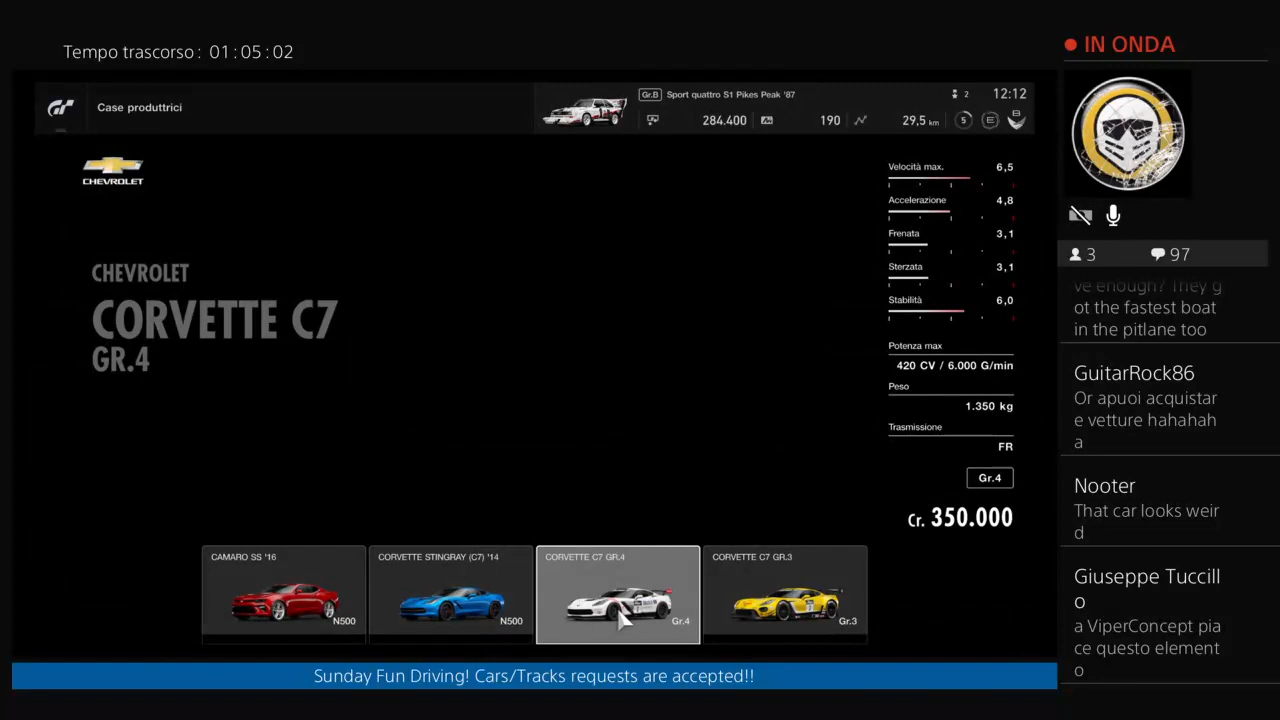 Tempo trascorso: 01:05:02
IN ONDA
GT
Case produttrici
Gr.B Sport quattro S1 Pikes Peak '87
2 12:12
284.400 190 29,5 km 5 E B
CHEVROLET
CHEVROLET
CORVETTE C7
GR.4
Velocità max. 6,5
Accelerazione 4,8
Frenata 3,1
Sterzata 3,1
Stabilità 6,0
Potenza max
420 CV / 6.000 G/min
Peso
1.350 kg
Trasmissione
FR
Gr.4
Cr. 350.000
CAMARO SS '16
N500
CORVETTE STINGRAY (C7) '14
N500
CORVETTE C7 GR.4
Gr.4
CORVETTE C7 GR.3
Gr.3
Sunday Fun Driving! Cars/Tracks requests are accepted!!
3 97
ve enough? They g
ot the fastest boat
in the pitlane too
GuitarRock86
Or apuoi acquistar
e vetture hahahah
a
Nooter
That car looks weir
d
Giuseppe Tuccill
o
a ViperConcept pia
ce questo element
o